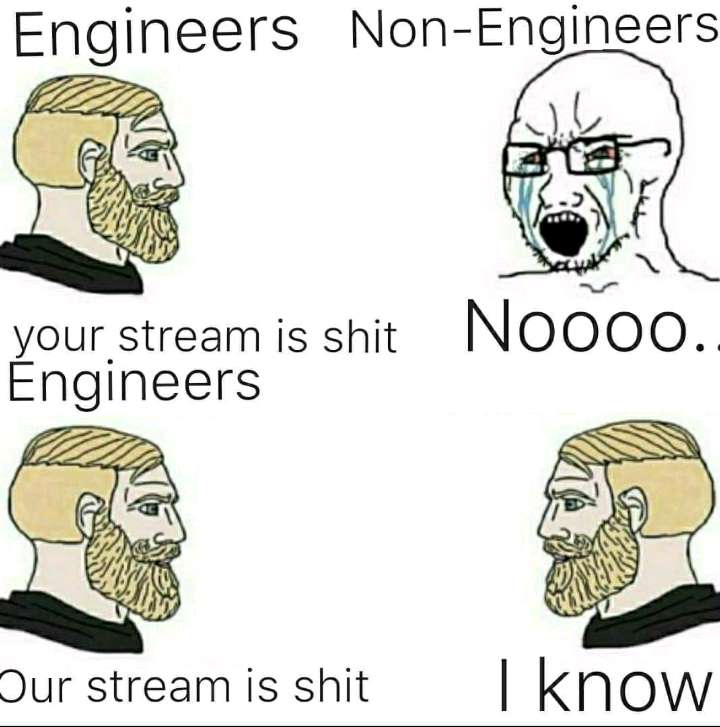 Engineers
Non-Engineers
your stream is shit
Noooo..
Engineers
Our stream is shit
I know